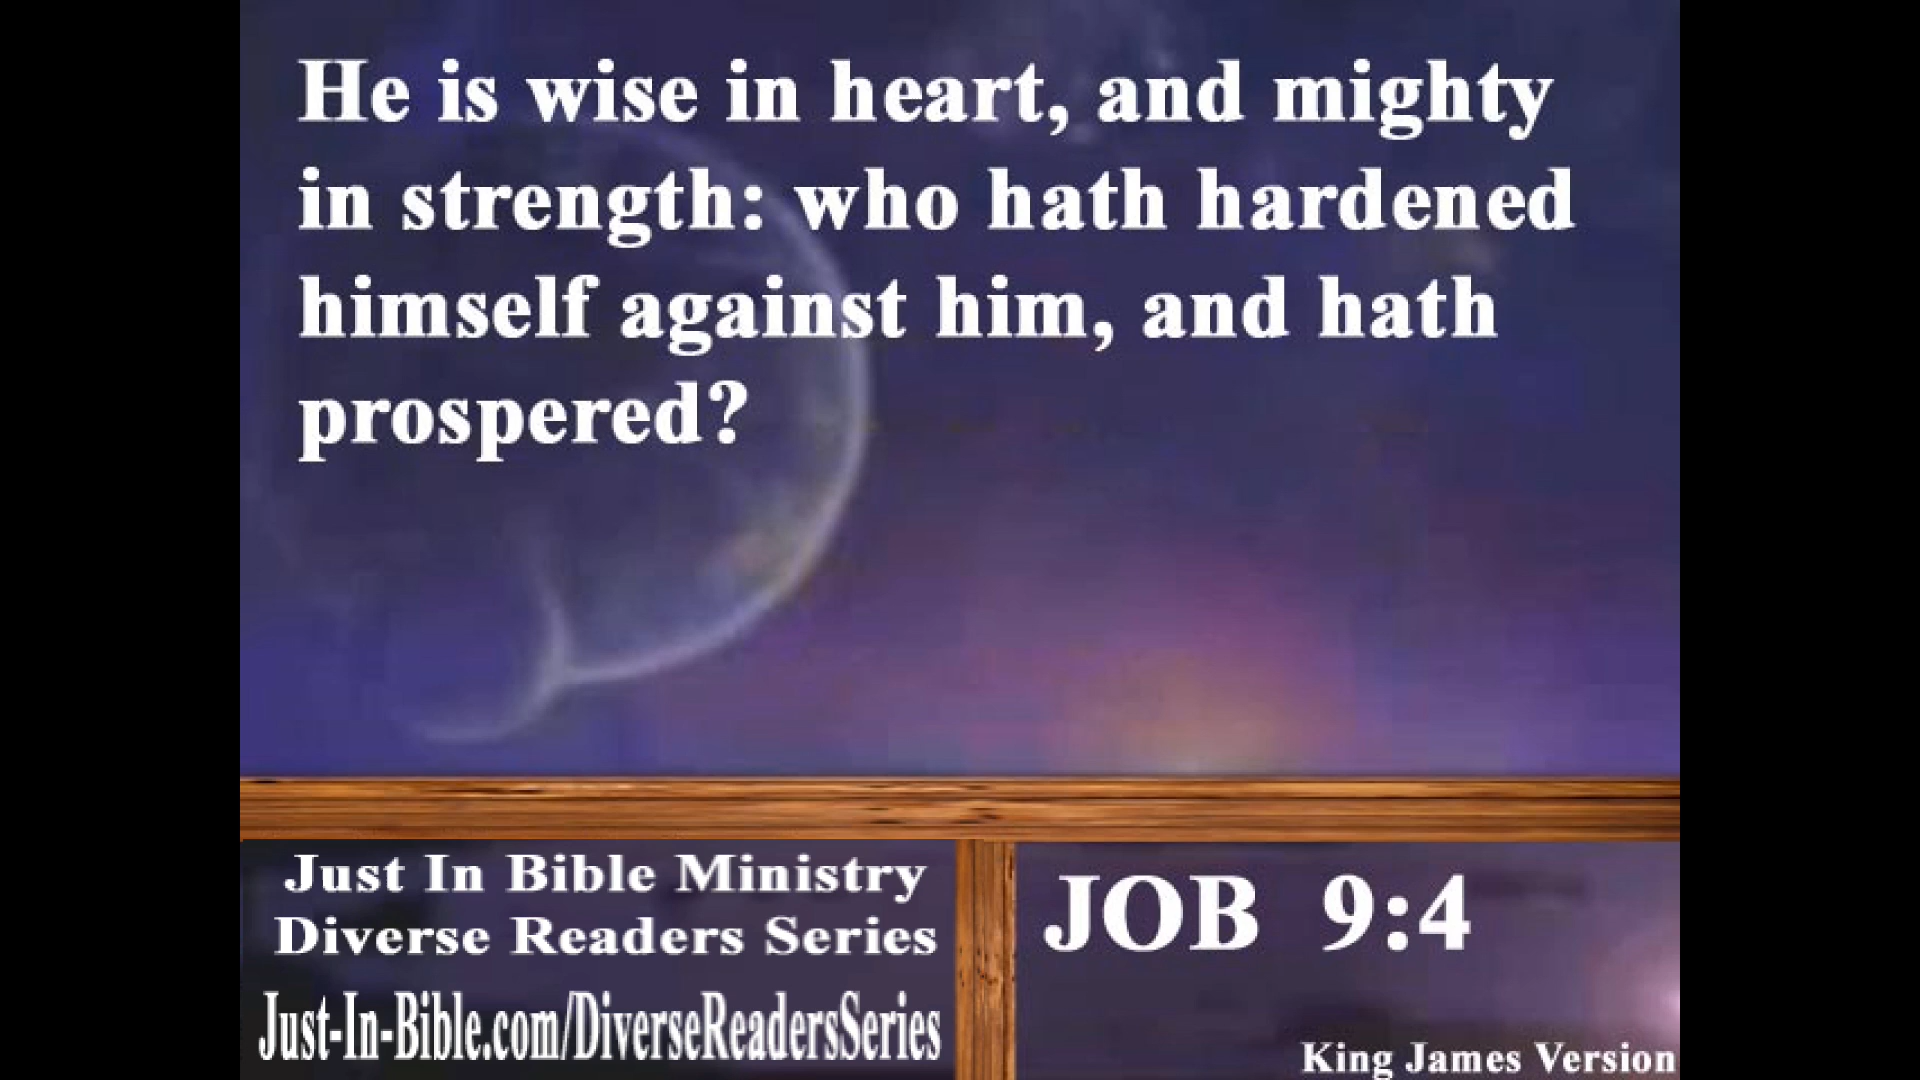 He is wise in heart, and mighty
in strength: who hath hardened
himself against him, and hath
prospered?
Just In Bible Ministry
Diverse Readers Series
Just-In-Bible.com/DiverseReadersSeries
JOB 9:4
King James Version